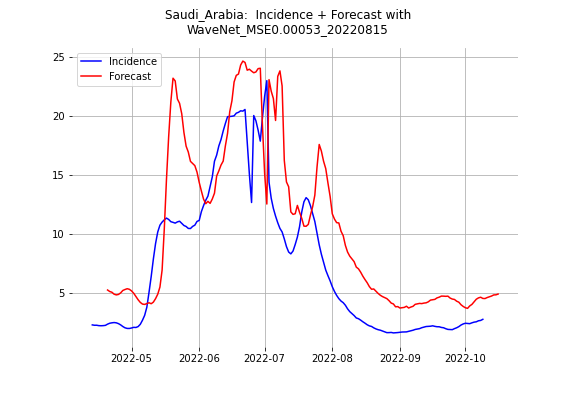 Saudi_Arabia:  Incidence + Forecast with
WaveNet_MSE0.00053_20220815
Incidence
Forecast
25
20
15
10
5
2022-05
2022-06
2022-07
2022-08
2022-09
2022-10